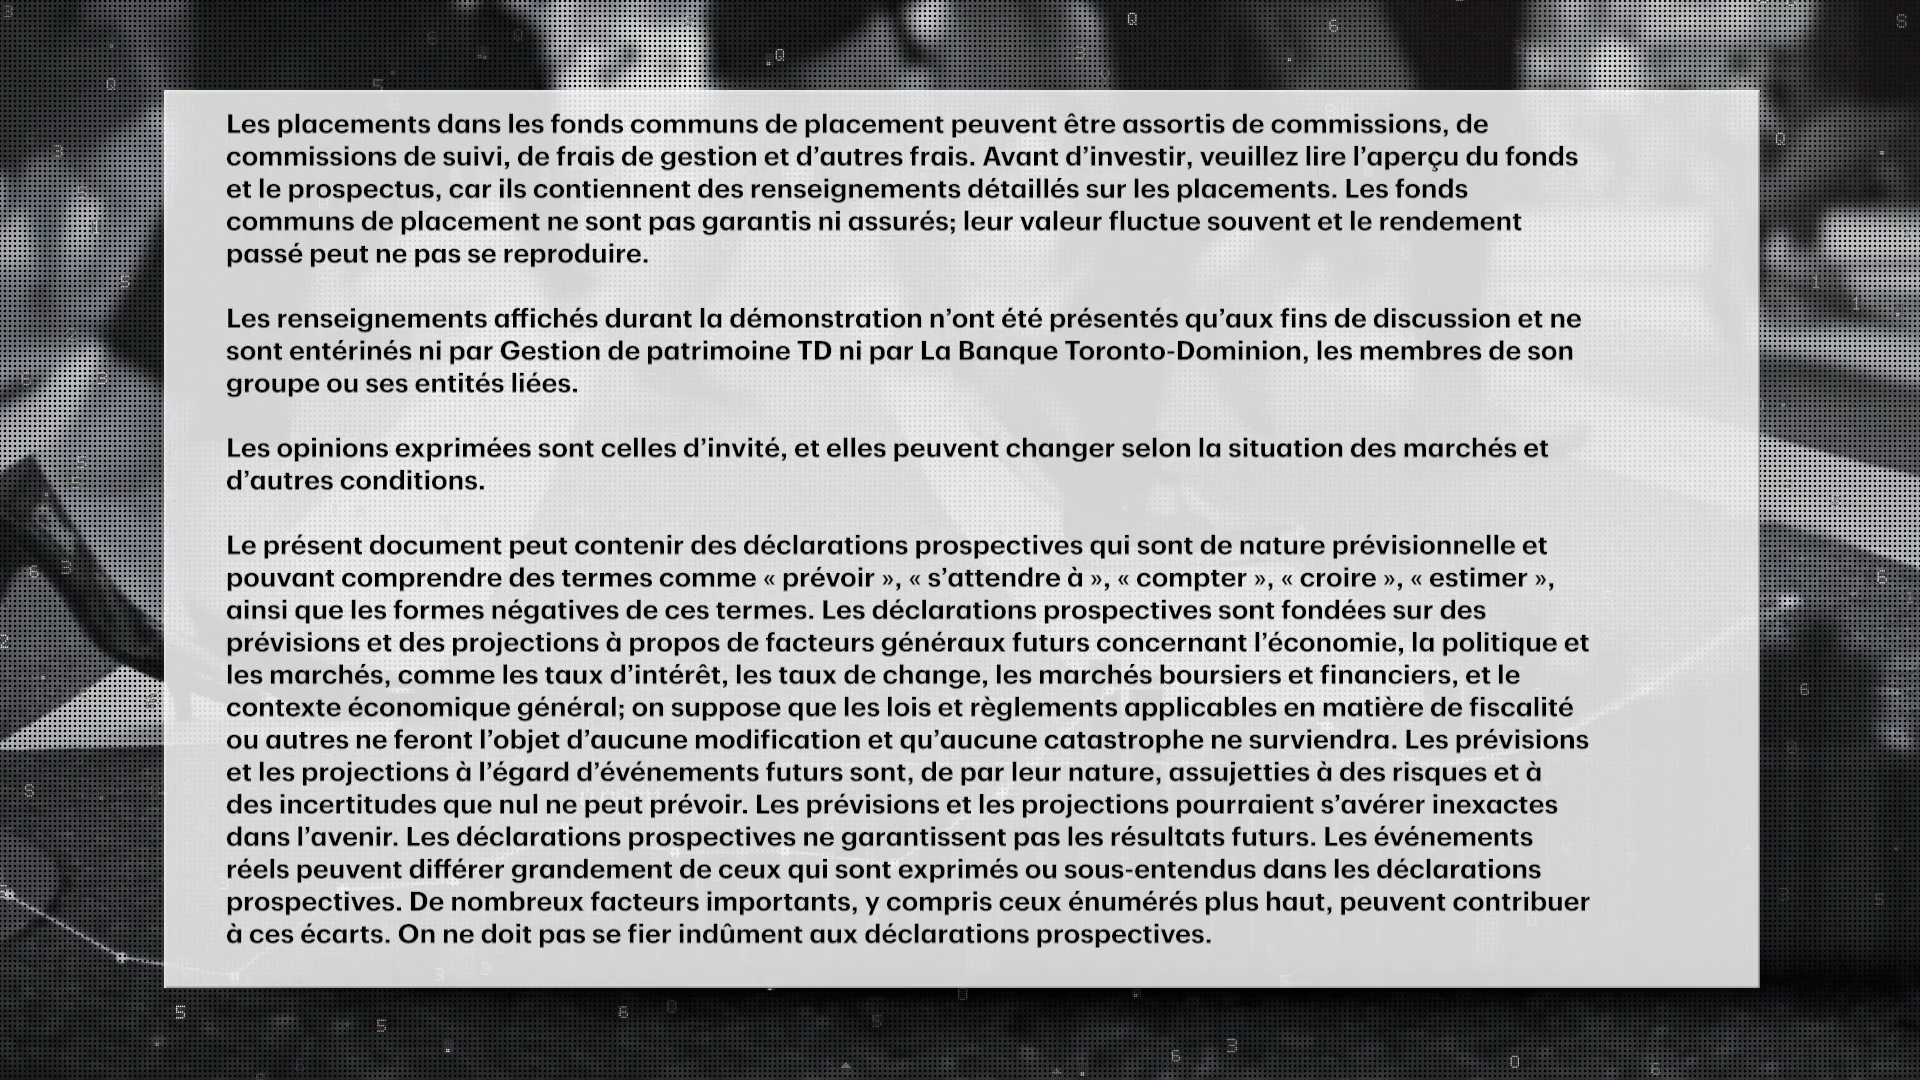 Les placements dans les fonds communs de placement peuvent être assortis de commissions, de
commissions de suivi, de frais de gestion et d’autres frais. Avant d’investir, veuillez lire l’aperçu du fonds
et le prospectus, car ils contiennent des renseignements détaillés sur les placements. Les fonds
communs de placement ne sont pas garantis ni assurés; leur valeur fluctue souvent et le rendement
passé peut ne pas se reproduire.
Les renseignements affichés durant la démonstration n’ont été présentés qu’aux fins de discussion et ne
sont entérinés ni par Gestion de patrimoine TD ni par La Banque Toronto-Dominion, les membres de son
groupe ou ses entités liées.
Les opinions exprimées sont celles d’invité, et elles peuvent changer selon la situation des marchés et
d’autres conditions.
Le présent document peut contenir des déclarations prospectives qui sont de nature prévisionnelle et
pouvant comprendre des termes comme « prévoir », « s’attendre à », « compter », « croire », « estimer »,
ainsi que les formes négatives de ces termes. Les déclarations prospectives sont fondées sur des
prévisions et des projections à propos de facteurs généraux futurs concernant l’économie, la politique et
les marchés, comme les taux d’intérêt, les taux de change, les marchés boursiers et financiers, et le
contexte économique général; on suppose que les lois et règlements applicables en matière de fiscalité
ou autres ne feront l’objet d’aucune modification et qu’aucune catastrophe ne surviendra. Les prévisions
et les projections à l’égard d’événements futurs sont, de par leur nature, assujetties à des risques et à
des incertitudes que nul ne peut prévoir. Les prévisions et les projections pourraient s’avérer inexactes
dans l’avenir. Les déclarations prospectives ne garantissent pas les résultats futurs. Les événements
réels peuvent différer grandement de ceux qui sont exprimés ou sous-entendus dans les déclarations
prospectives. De nombreux facteurs importants, y compris ceux énumérés plus haut, peuvent contribuer
à ces écarts. On ne doit pas se fier indûment aux déclarations prospectives.